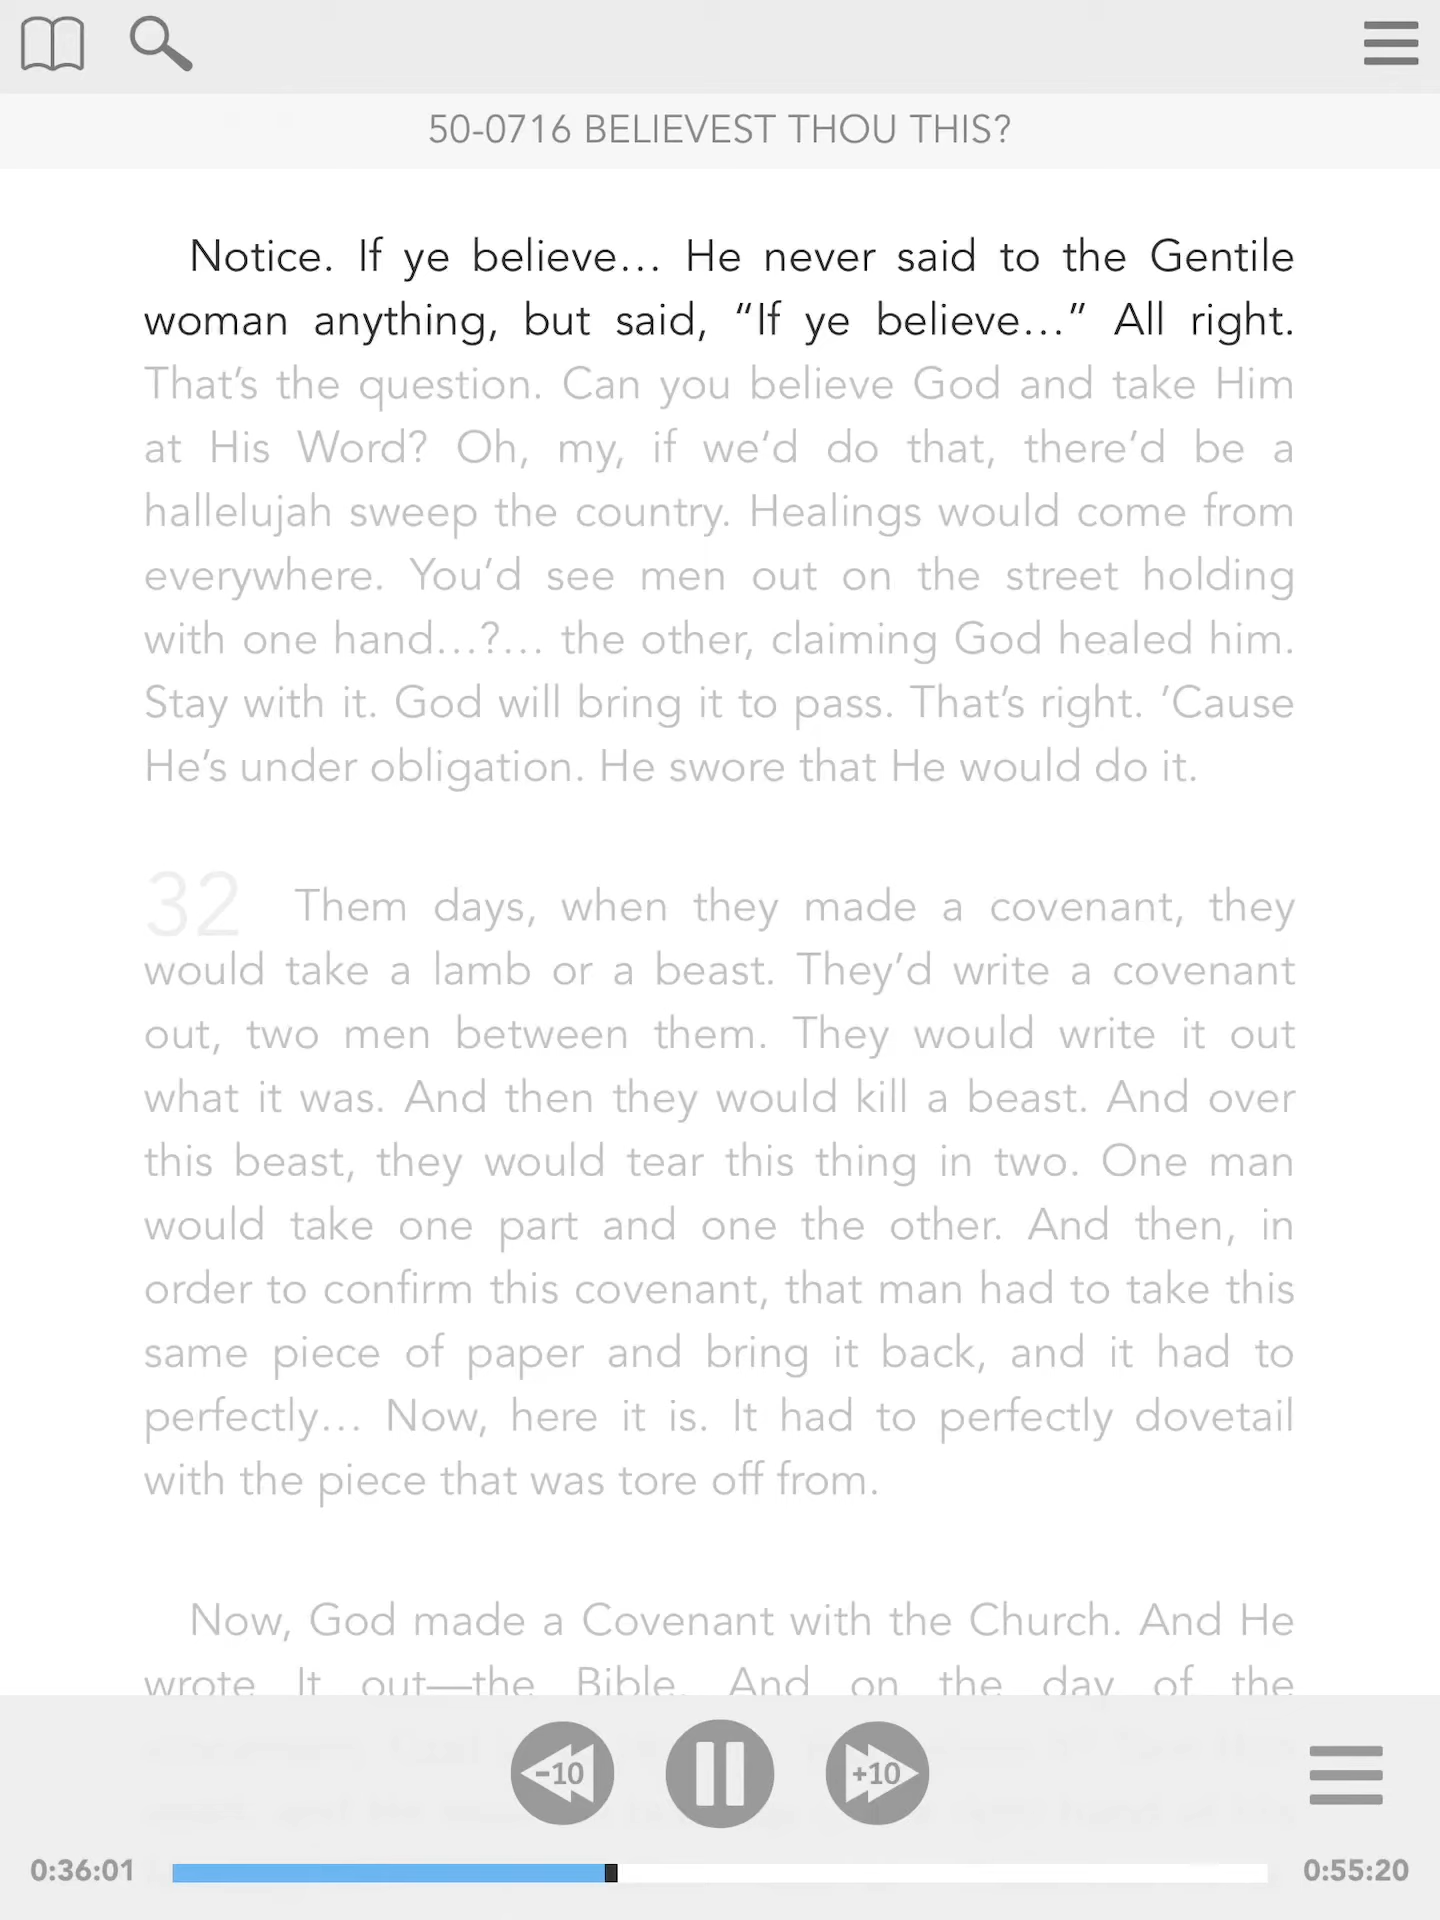 50-0716 BELIEVEST THOU THIS?
Notice. If ye believe… He never said to the Gentile
woman anything, but said, “If ye believe…” All right.
That’s the question. Can you believe God and take Him
at His Word? Oh, my, if we’d do that, there’d be a
hallelujah sweep the country. Healings would come from
everywhere. You’d see men out on the street holding
with one hand…?… the other, claiming God healed him.
Stay with it. God will bring it to pass. That’s right. ’Cause
He’s under obligation. He swore that He would do it.
32 Them days, when they made a covenant, they
would take a lamb or a beast. They’d write a covenant
out, two men between them. They would write it out
what it was. And then they would kill a beast. And over
this beast, they would tear this thing in two. One man
would take one part and one the other. And then, in
order to confirm this covenant, that man had to take this
same piece of paper and bring it back, and it had to
perfectly… Now, here it is. It had to perfectly dovetail
with the piece that was tore off from.
Now, God made a Covenant with the Church. And He
wrote It out—the Bible. And on the day of the
-10 +10
0:36:01 0:55:20